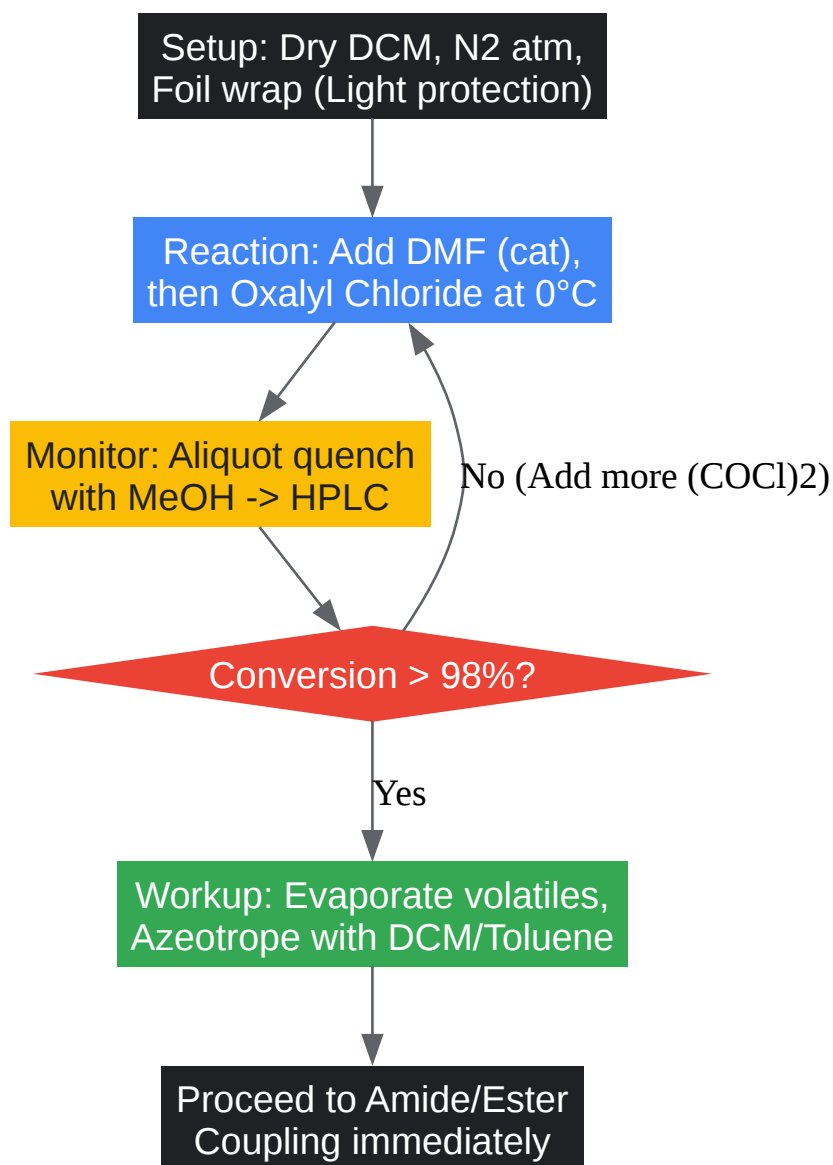 Setup: Dry DCM, N2 atm,
Foil wrap (Light protection)
Reaction: Add DMF (cat),
then Oxalyl Chloride at 0°C
Monitor: Aliquot quench
with MeOH -> HPLC
No (Add more (COCl)2)
Conversion > 98%?
Yes
Workup: Evaporate volatiles,
Azeotrope with DCM/Toluene
Proceed to Amide/Ester
Coupling immediately